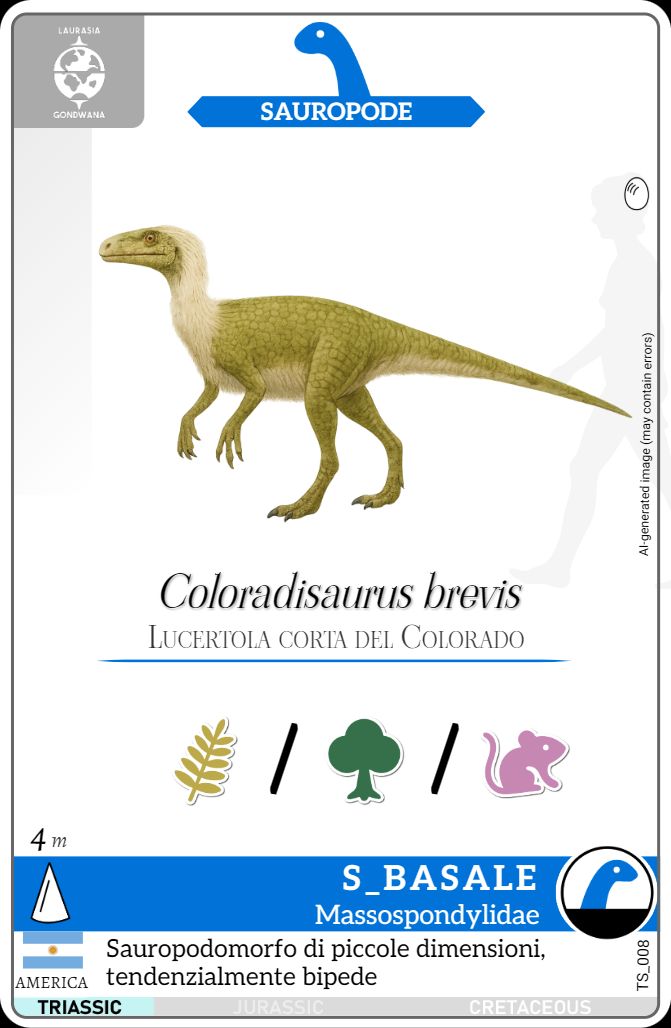 LAURASIA
GONDWANA
SAUROPODE
AI-generated image (may contain errors)
Coloradisaurus brevis
Lucertola corta del Colorado
4 m
S_BASALE
Massospondylidae
Sauropodomorfo di piccole dimensioni,
tendenzialmente bipede
AMERICA
TS_008
TRIASSIC
JURASSIC
CRETACEOUS